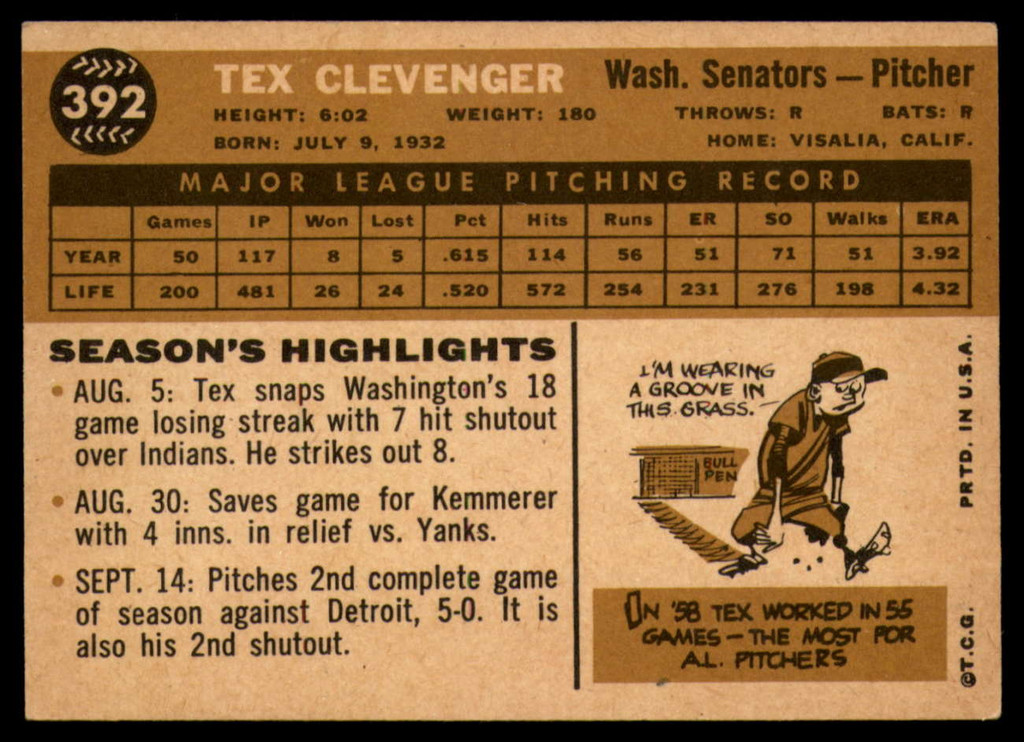 392
TEX CLEVENGER
Wash. Senators — Pitcher
HEIGHT: 6:02 WEIGHT: 180 THROWS: R BATS: R
BORN: JULY 9, 1932 HOME: VISALIA, CALIF.
MAJOR LEAGUE PITCHING RECORD
Games IP Won Lost Pct Hits Runs ER SO Walks ERA
YEAR 50 117 8 5 .615 114 56 51 71 51 3.92
LIFE 200 481 26 24 .520 572 254 231 276 198 4.32
SEASON'S HIGHLIGHTS
• AUG. 5: Tex snaps Washington's 18
game losing streak with 7 hit shutout
over Indians. He strikes out 8.
• AUG. 30: Saves game for Kemmerer
with 4 inns. in relief vs. Yanks.
• SEPT. 14: Pitches 2nd complete game
of season against Detroit, 5-0. It is
also his 2nd shutout.
I'M WEARING
A GROOVE IN
THIS GRASS.
BULL
PEN
IN '58 TEX WORKED IN 55
GAMES — THE MOST FOR
A.L. PITCHERS
©T.C.G. PRTD. IN U.S.A.